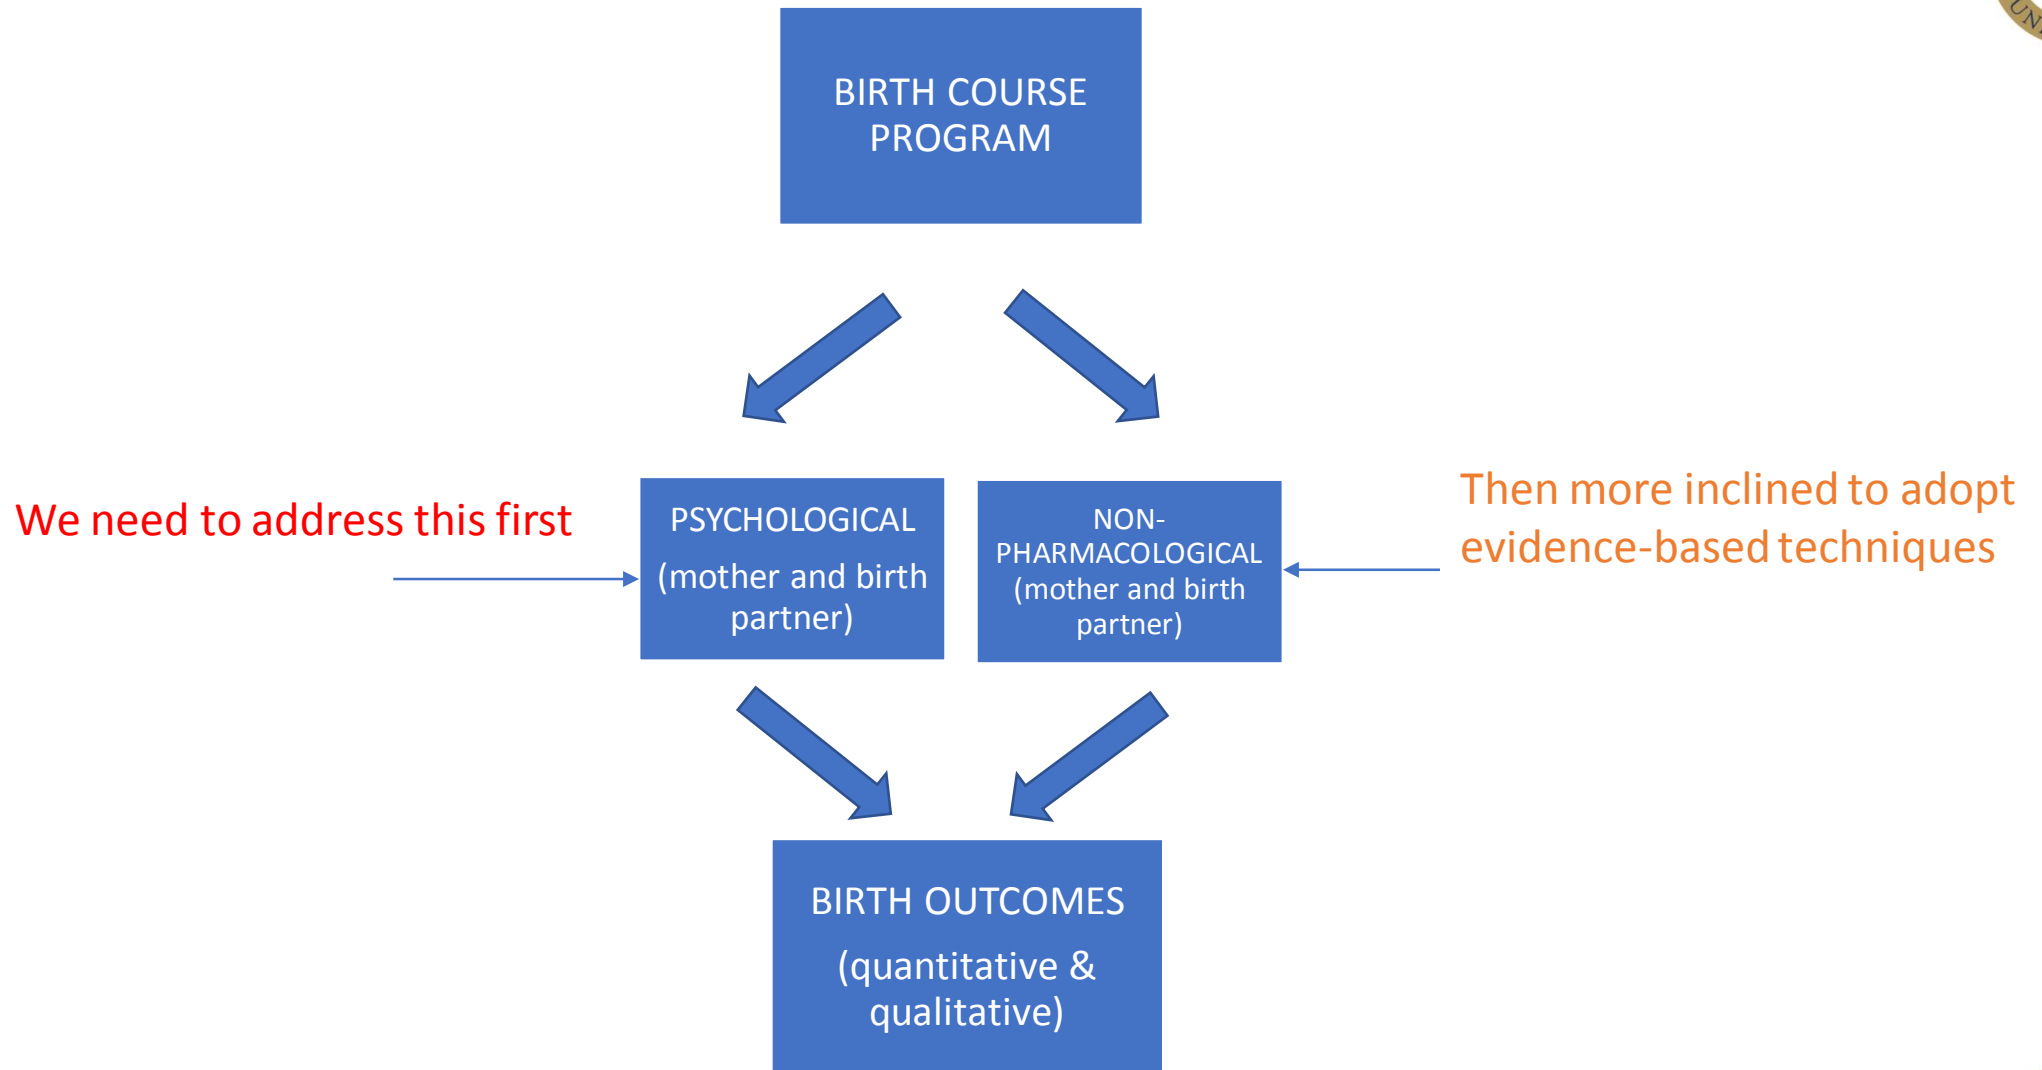 BIRTH COURSE
PROGRAM
We need to address this first
PSYCHOLOGICAL
(mother and birth
partner)
NON-
PHARMACOLOGICAL
(mother and birth
partner)
Then more inclined to adopt
evidence-based techniques
BIRTH OUTCOMES
(quantitative &
qualitative)